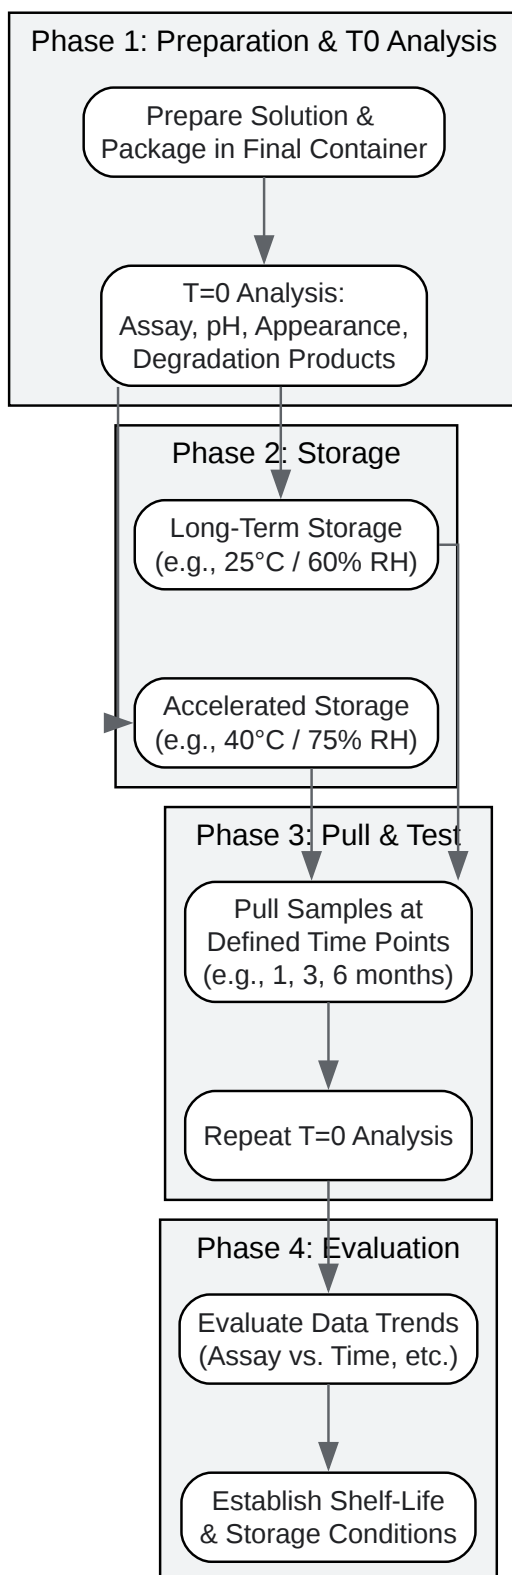 Phase 1: Preparation & T0 Analysis
Prepare Solution &
Package in Final Container
T=0 Analysis:
Assay, pH, Appearance,
Degradation Products
Phase 2: Storage
Long-Term Storage
(e.g., 25°C / 60% RH)
Accelerated Storage
(e.g., 40°C / 75% RH)
Phase 3: Pull & Test
Pull Samples at
Defined Time Points
(e.g., 1, 3, 6 months)
Repeat T=0 Analysis
Phase 4: Evaluation
Evaluate Data Trends
(Assay vs. Time, etc.)
Establish Shelf-Life
& Storage Conditions